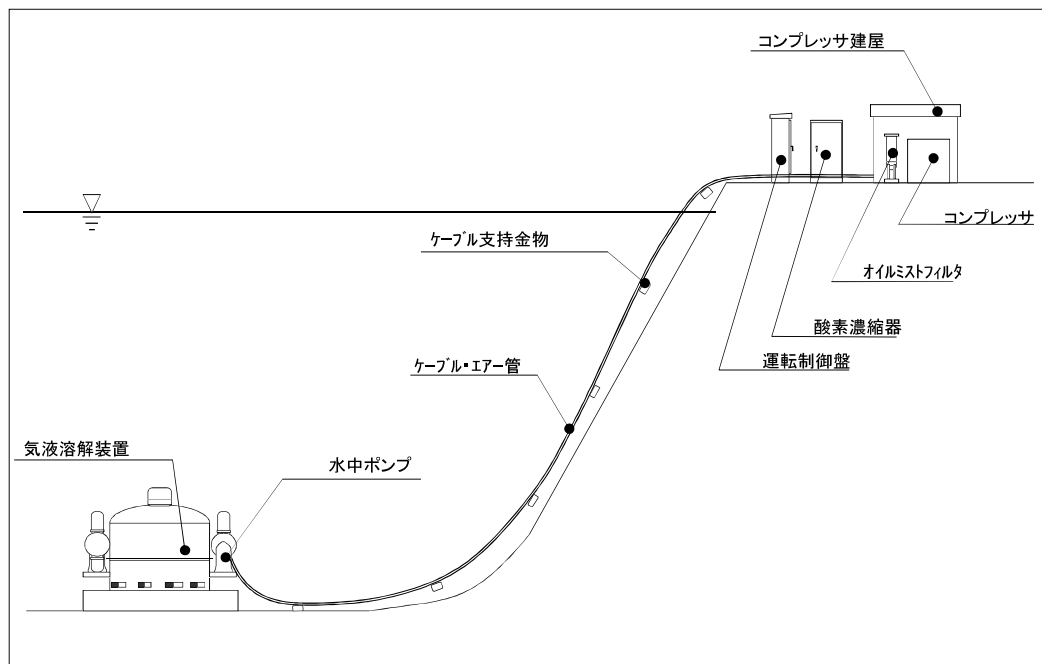 コンプレッサ建屋
コンプレッサ
ケーブル支持金物
オイルミストフィルタ
酸素濃縮器
運転制御盤
ケーブル・エアー管
気液溶解装置
水中ポンプ